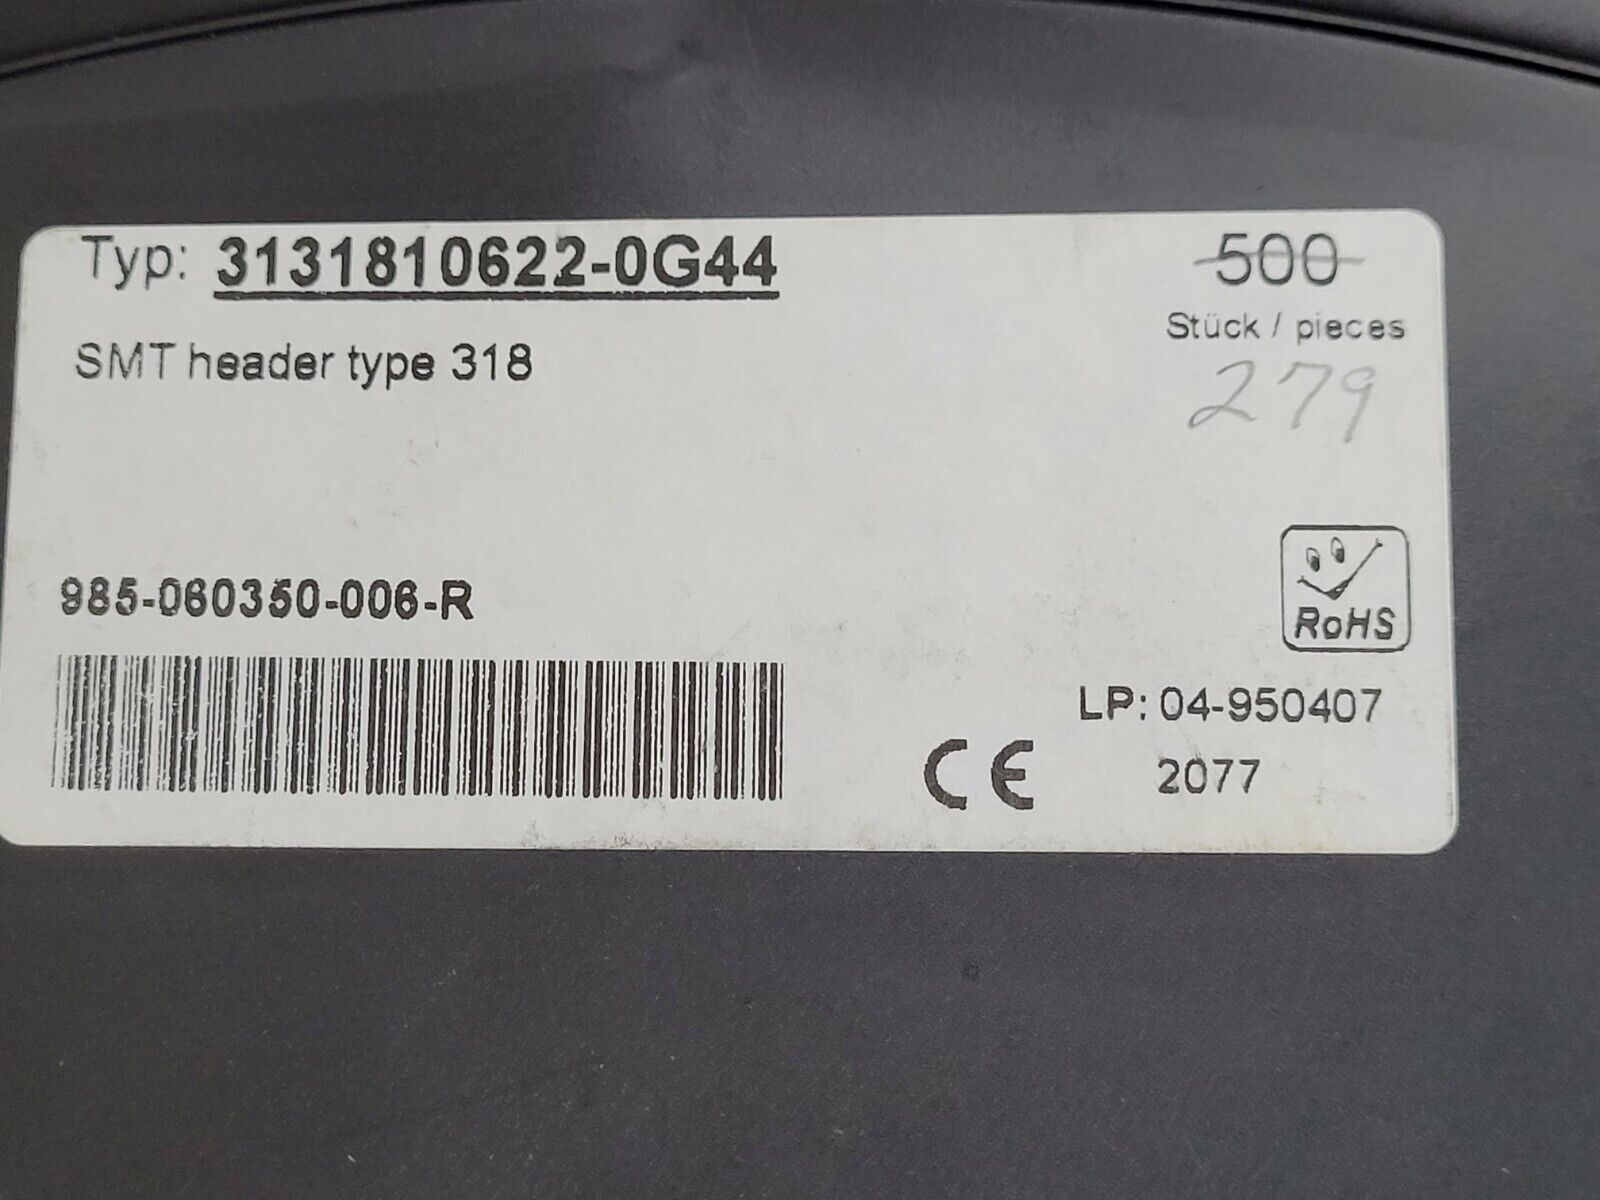 Typ: 3131810622-0G44
500
Stück / pieces
SMT header type 318
279
985-060350-006-R
RoHS
LP: 04-950407
CE
2077